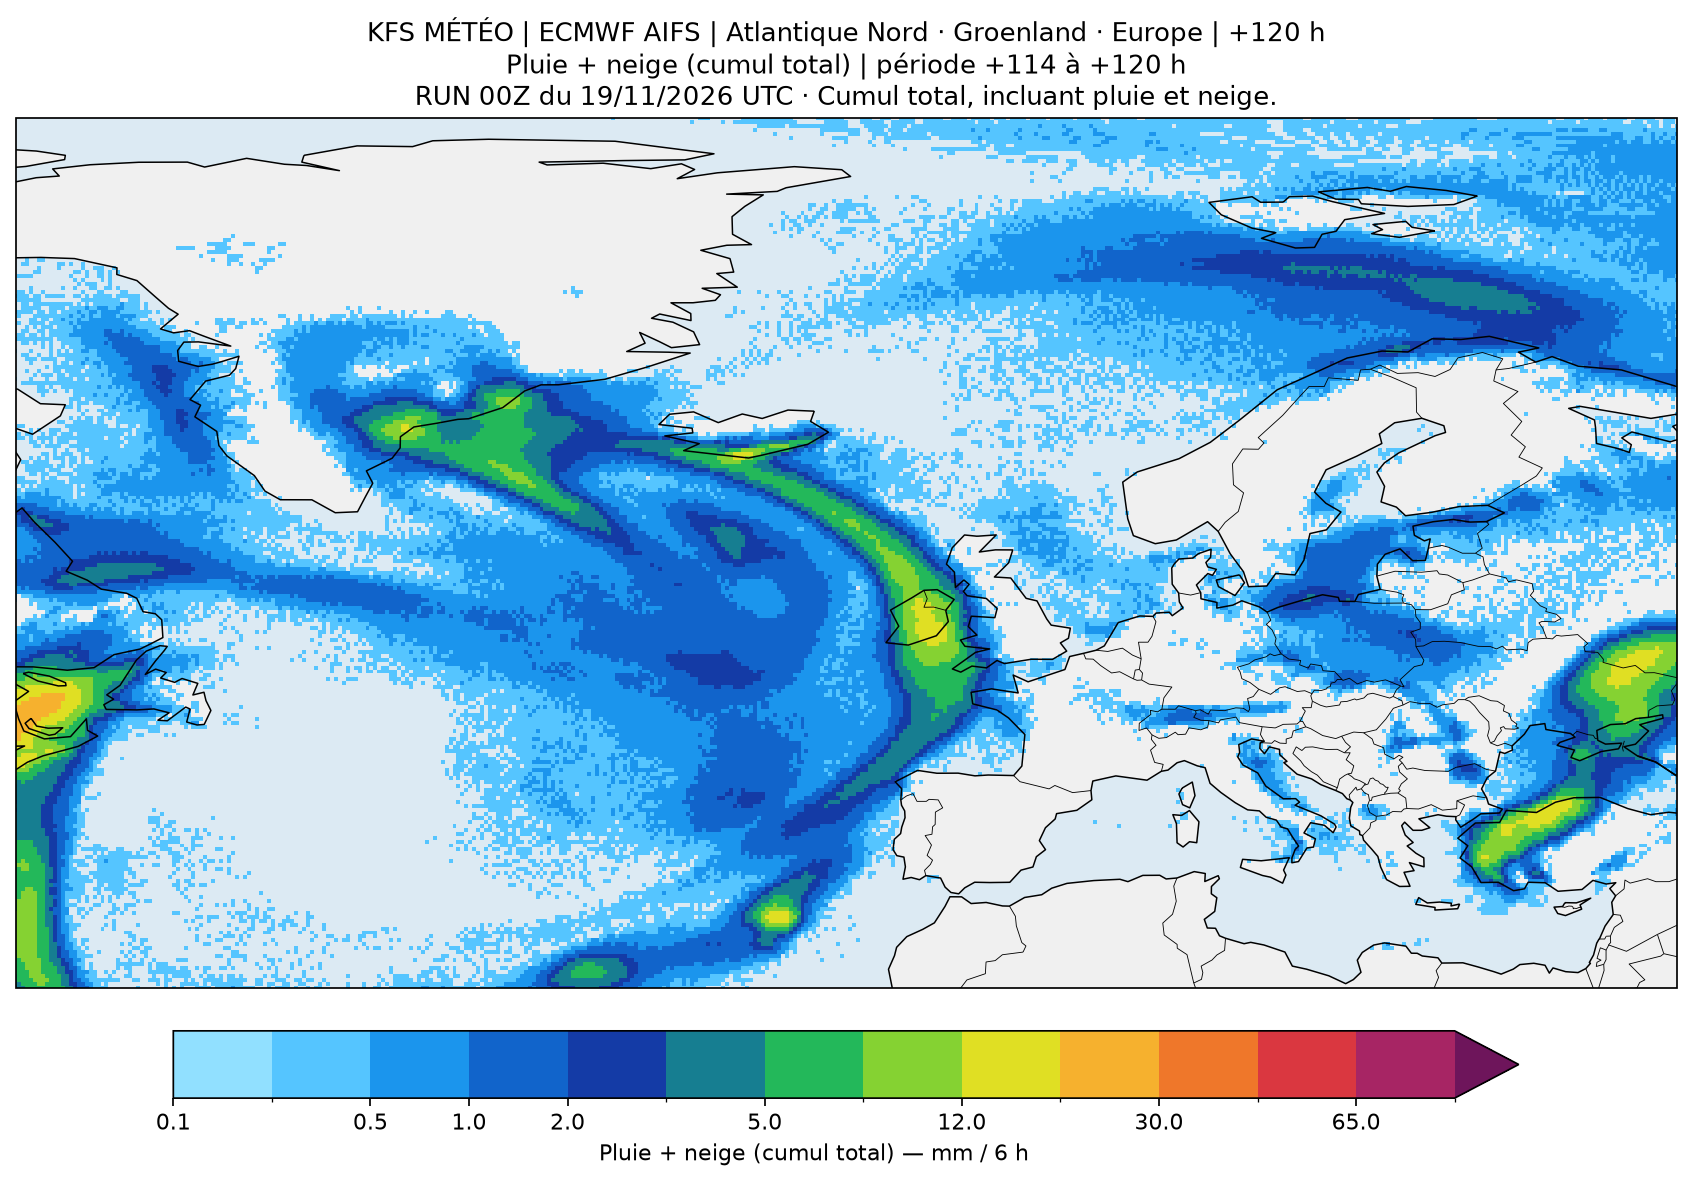 KFS MÉTÉO | ECMWF AIFS | Atlantique Nord · Groenland · Europe | +120 h
Pluie + neige (cumul total) | période +114 à +120 h
RUN 00Z du 19/11/2026 UTC · Cumul total, incluant pluie et neige.
0.1 0.5 1.0 2.0 5.0 12.0 30.0 65.0
Pluie + neige (cumul total) — mm / 6 h